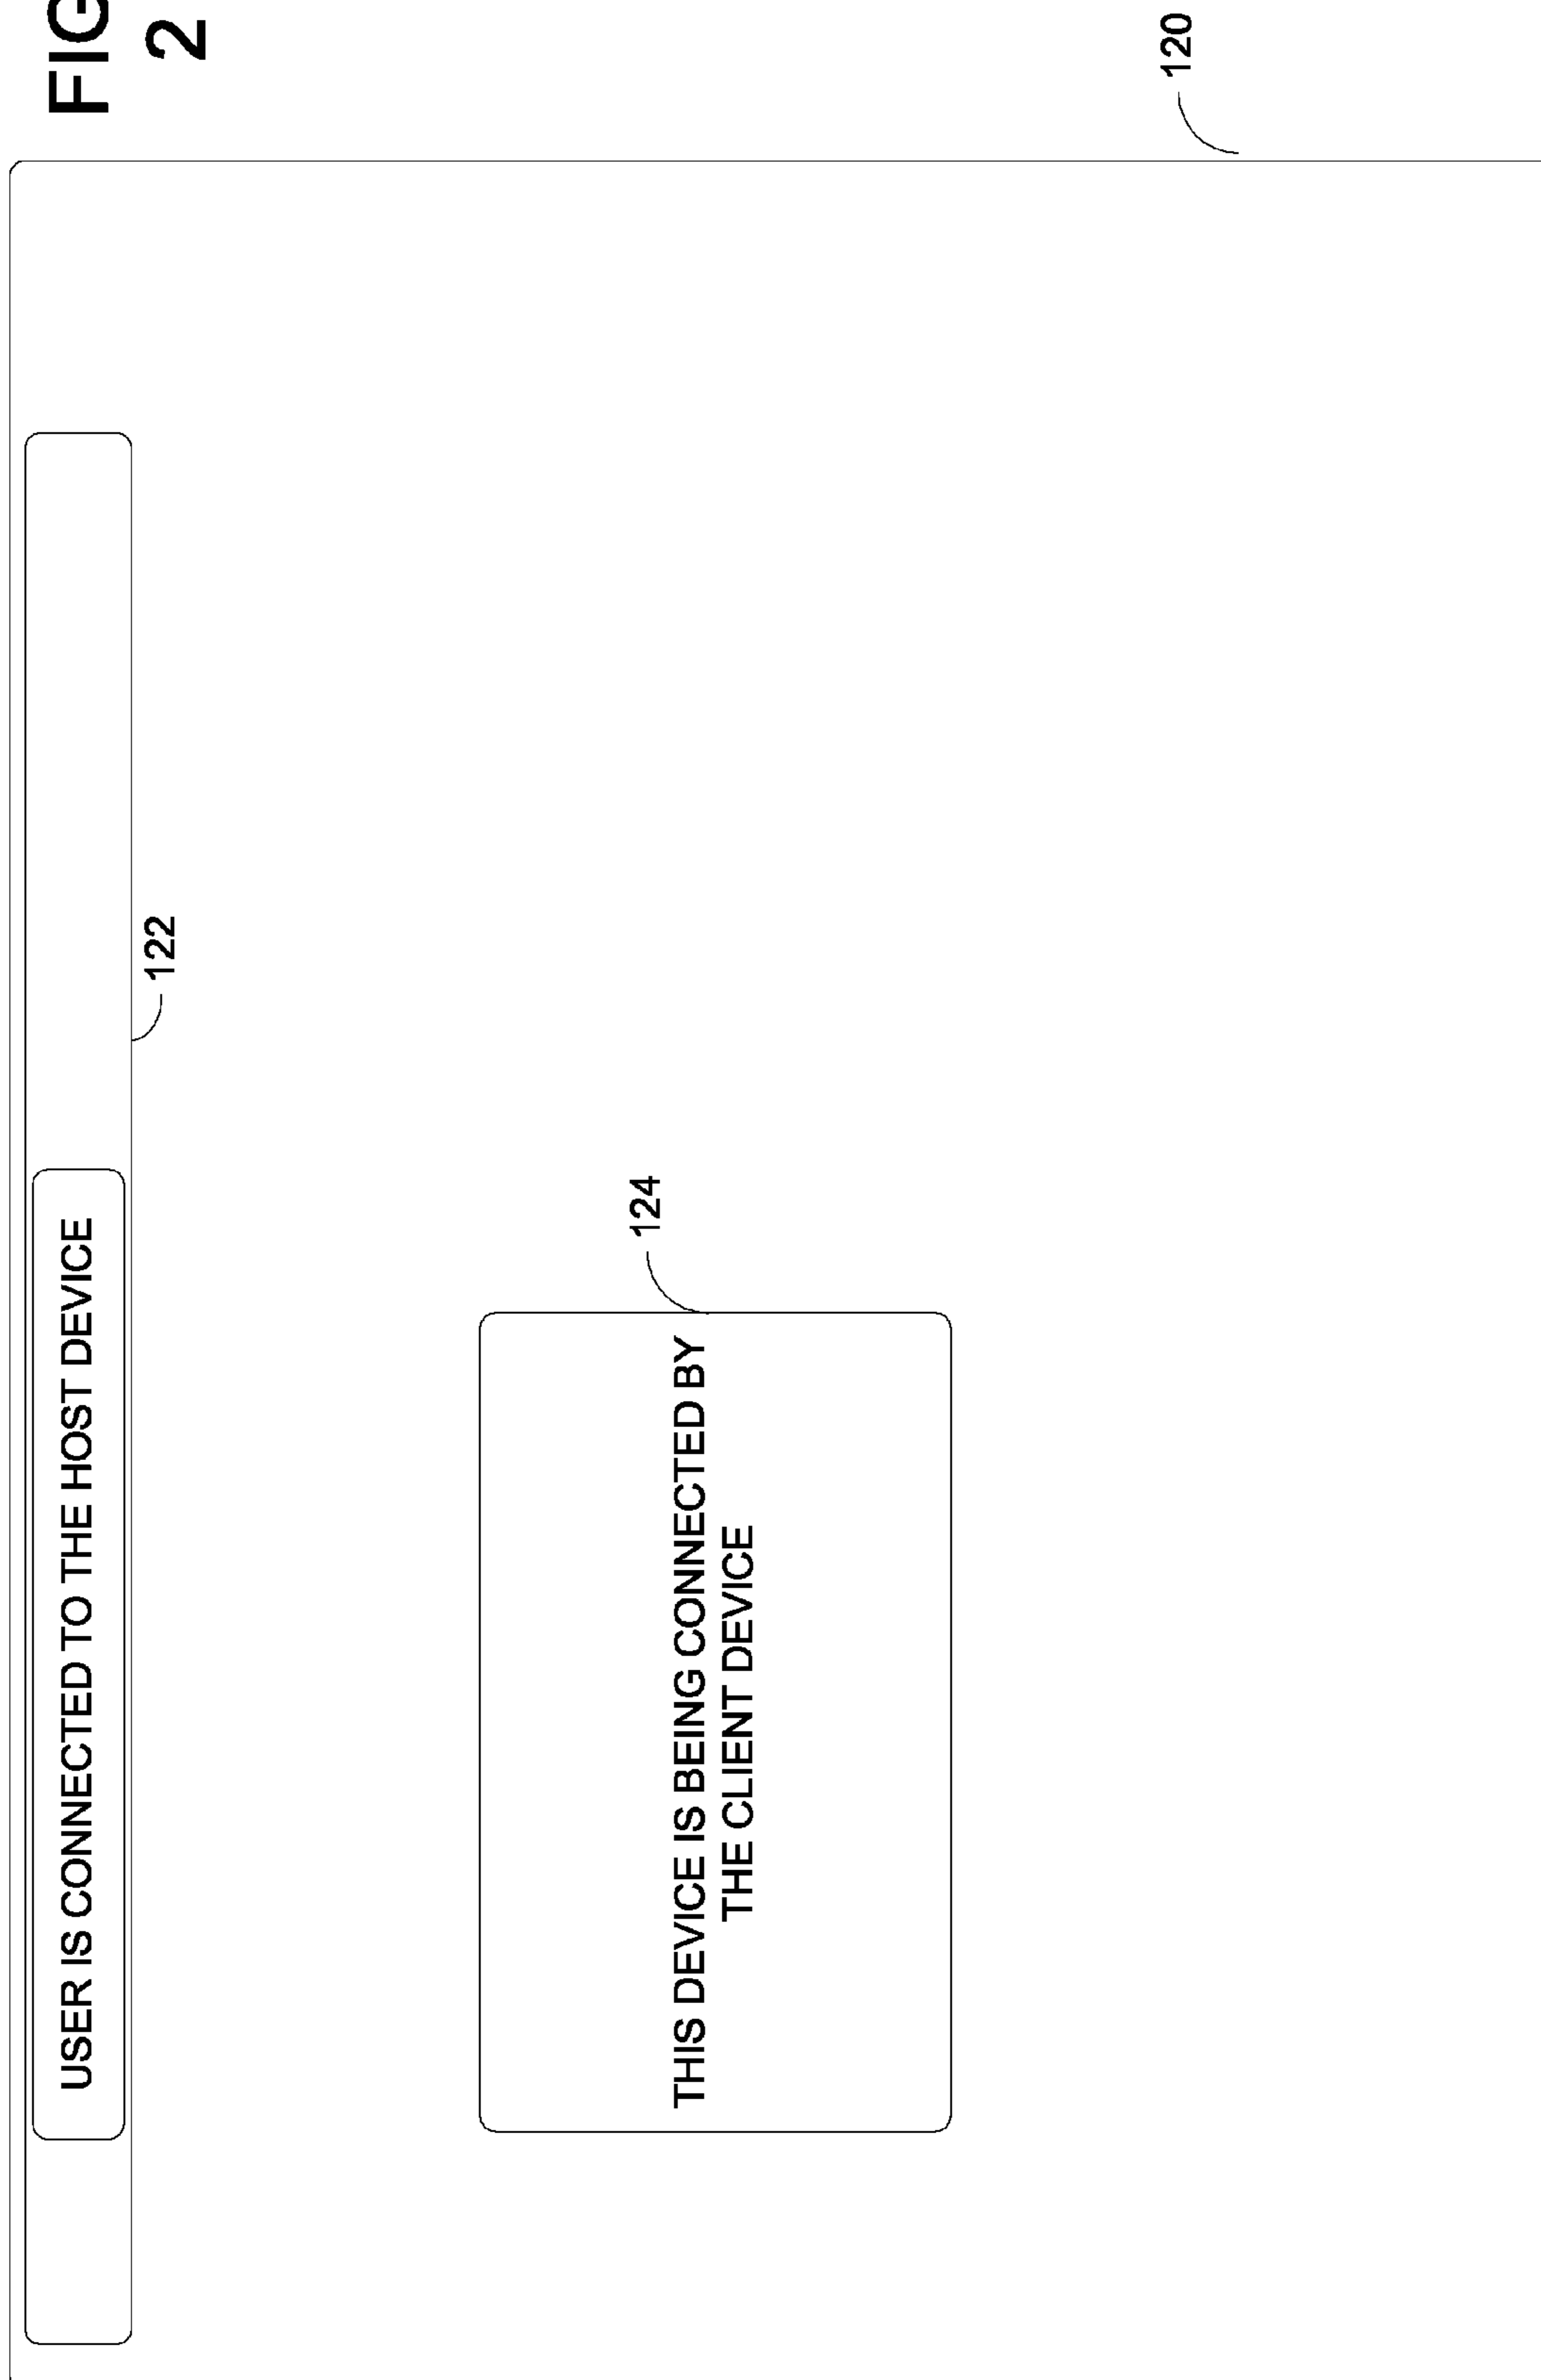 FIG
2
USER IS CONNECTED TO THE HOST DEVICE
122
124
THIS DEVICE IS BEING CONNECTED BY
THE CLIENT DEVICE
120